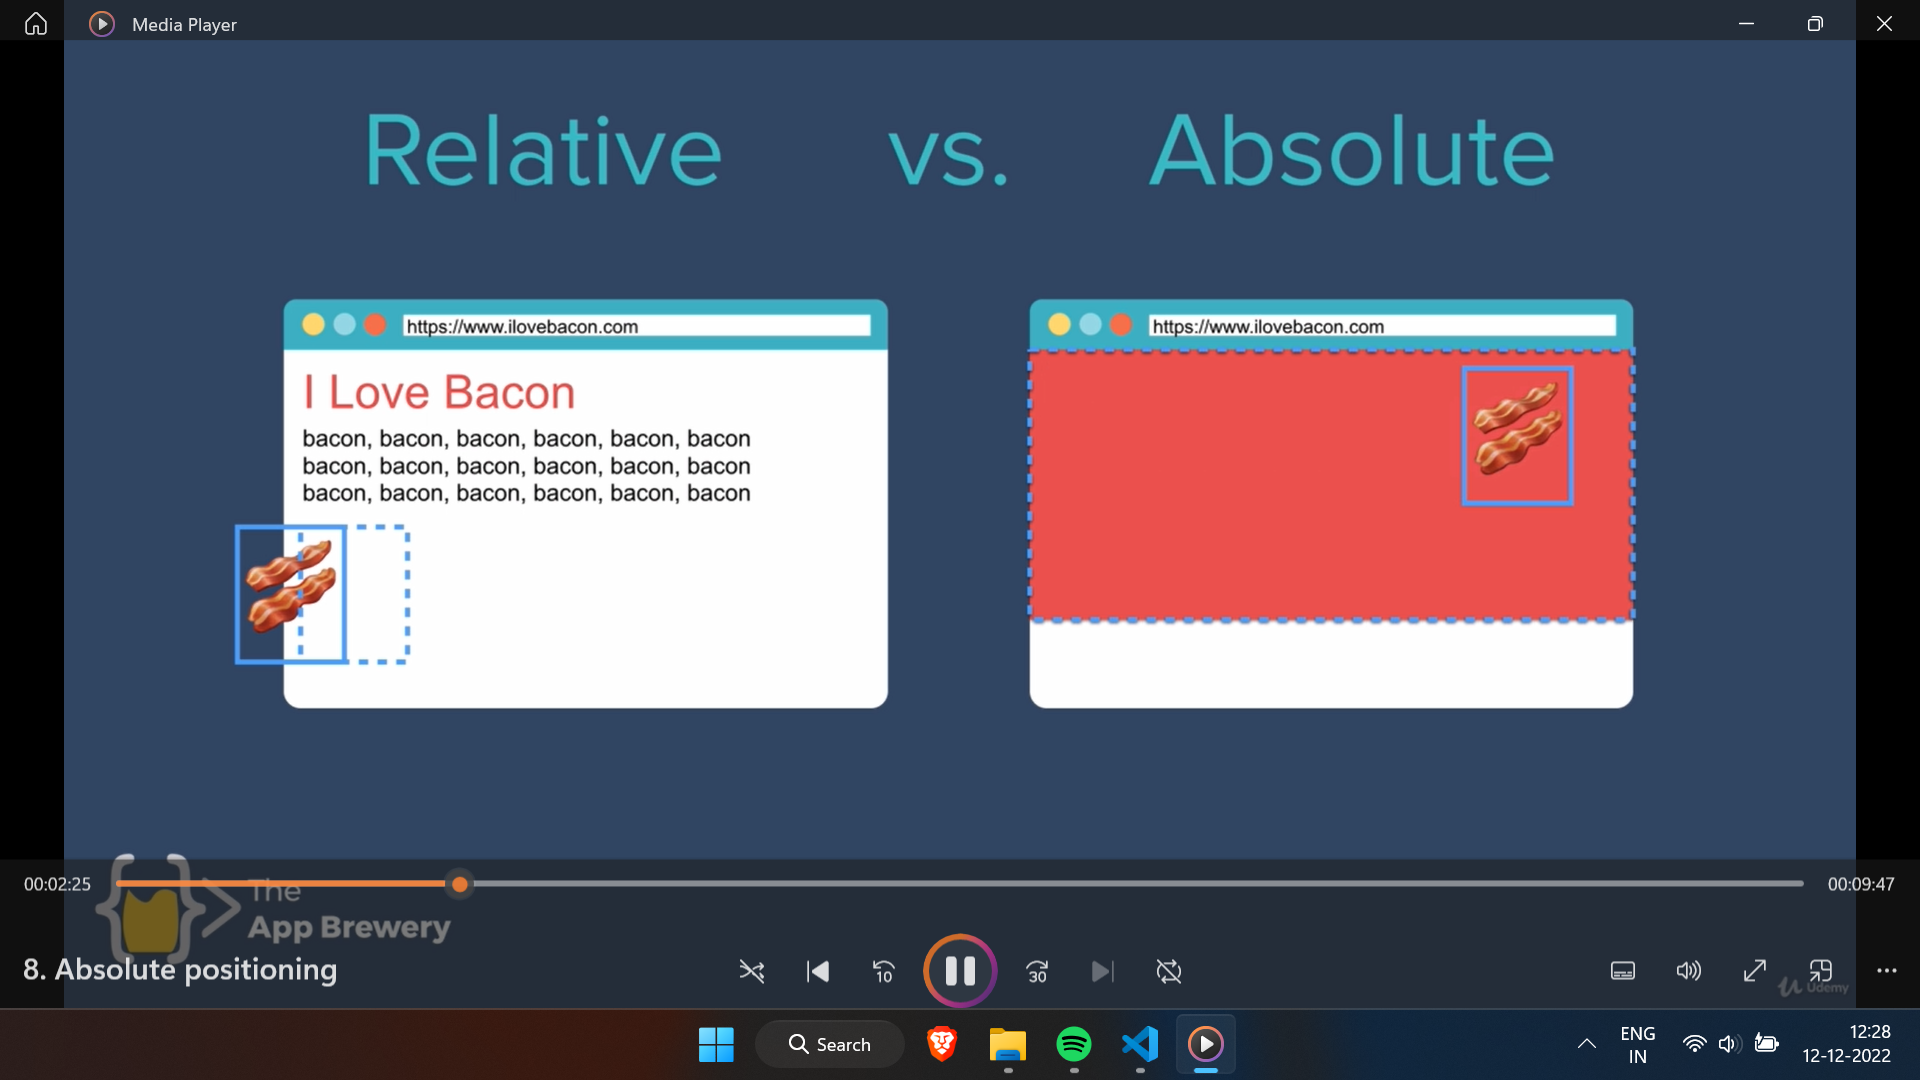 Media Player
Relative vs. Absolute
https://www.ilovebacon.com
I Love Bacon
bacon, bacon, bacon, bacon, bacon, bacon
bacon, bacon, bacon, bacon, bacon, bacon
bacon, bacon, bacon, bacon, bacon, bacon
https://www.ilovebacon.com
00:02:25
00:09:47
The
App Brewery
8. Absolute positioning
10
30
Udemy
Search
ENG
IN
12:28
12-12-2022